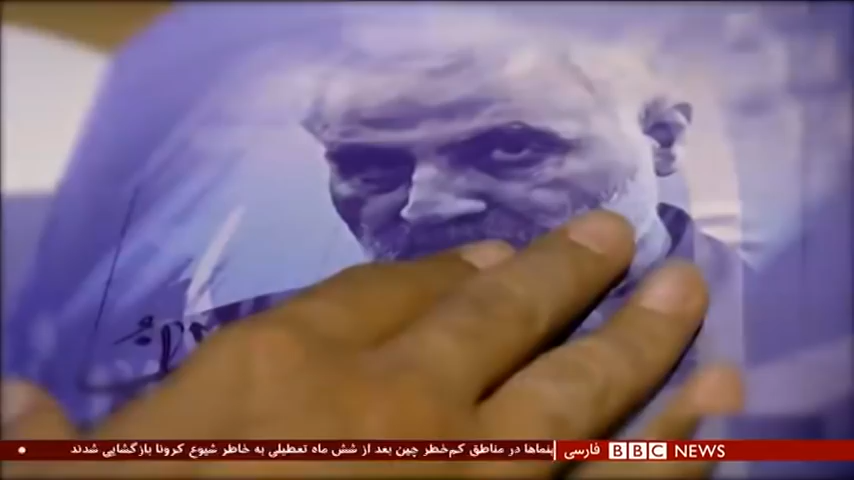 ینماها در مناطق کم‌خطر چین بعد از شش ماه تعطیلی به خاطر شیوع کرونا بازگشایی شدند
BBC NEWS فارسی